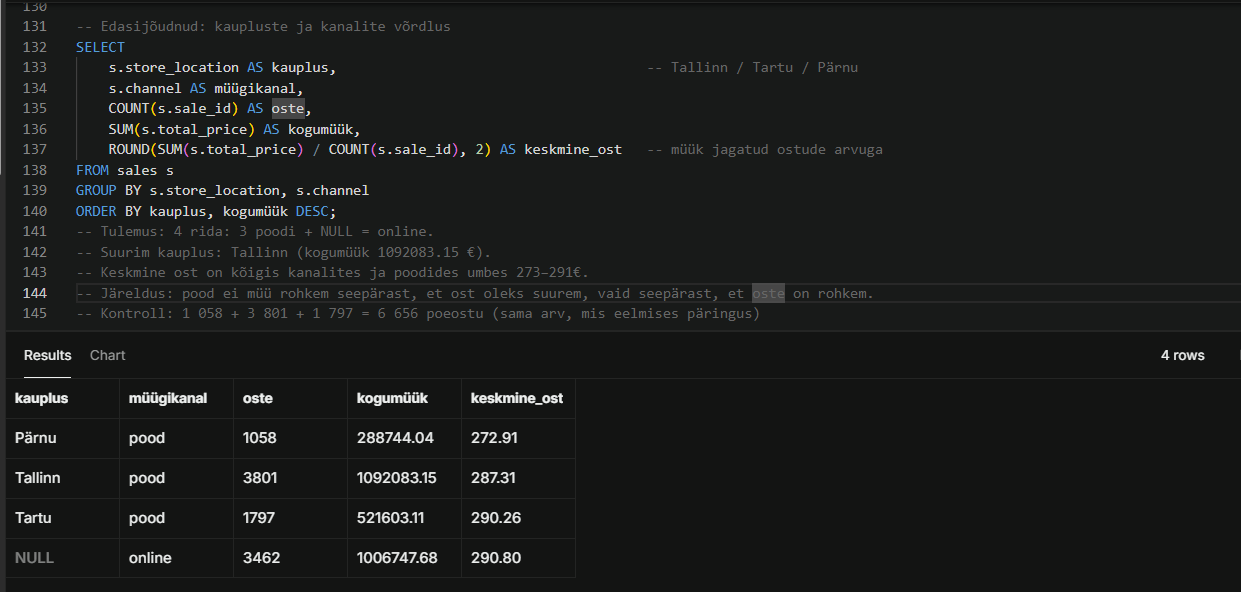 130
131 -- Edasijõudnud: kaupluste ja kanalite võrdlus
132 SELECT
133 s.store_location AS kauplus, -- Tallinn / Tartu / Pärnu
134 s.channel AS müügikanal,
135 COUNT(s.sale_id) AS oste,
136 SUM(s.total_price) AS kogumüük,
137 ROUND(SUM(s.total_price) / COUNT(s.sale_id), 2) AS keskmine_ost -- müük jagatud ostude arvuga
138 FROM sales s
139 GROUP BY s.store_location, s.channel
140 ORDER BY kauplus, kogumüük DESC;
141 -- Tulemus: 4 rida: 3 poodi + NULL = online.
142 -- Suurim kauplus: Tallinn (kogumüük 1092083.15 €).
143 -- Keskmine ost on kõigis kanalites ja poodides umbes 273–291€.
144 -- Järeldus: pood ei müü rohkem seepärast, et ost oleks suurem, vaid seepärast, et oste on rohkem.
145 -- Kontroll: 1 058 + 3 801 + 1 797 = 6 656 poeostu (sama arv, mis eelmises päringus)
Results Chart 4 rows
kauplus müügikanal oste kogumüük keskmine_ost
Pärnu pood 1058 288744.04 272.91
Tallinn pood 3801 1092083.15 287.31
Tartu pood 1797 521603.11 290.26
NULL online 3462 1006747.68 290.80